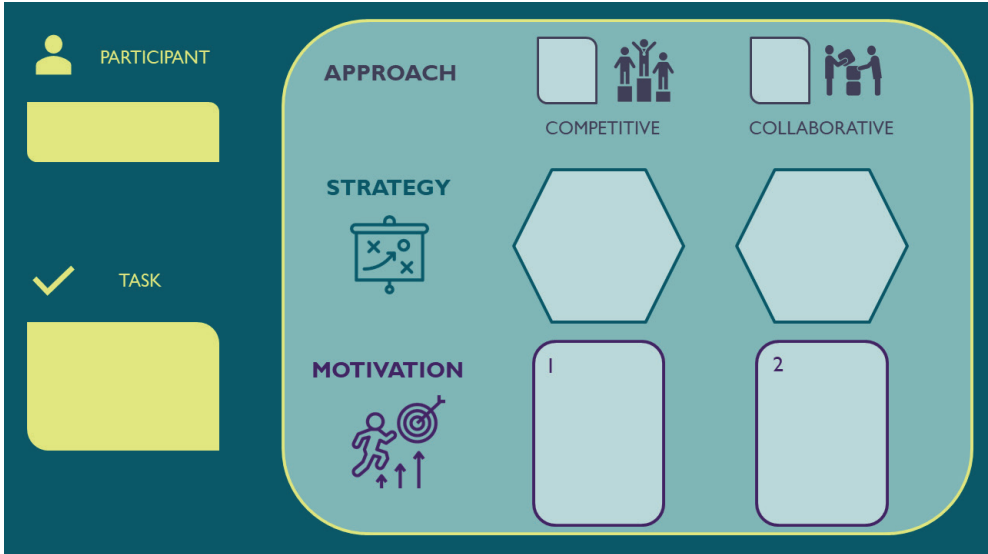 PARTICIPANT
TASK
APPROACH
COMPETITIVE
COLLABORATIVE
STRATEGY
MOTIVATION
1
2